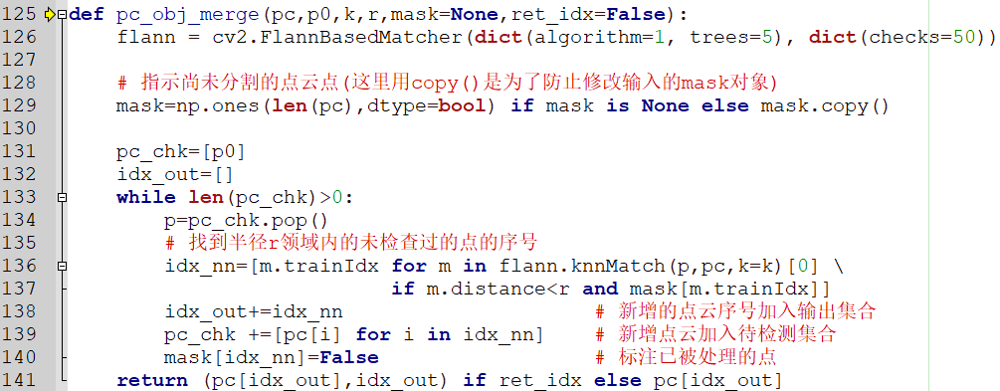 125 def pc_obj_merge(pc,p0,k,r,mask=None,ret_idx=False):
126     flann = cv2.FlannBasedMatcher(dict(algorithm=1, trees=5), dict(checks=50))
127
128     # 指示尚未分割的点云点(这里用copy()是为了防止修改输入的mask对象)
129     mask=np.ones(len(pc),dtype=bool) if mask is None else mask.copy()
130
131     pc_chk=[p0]
132     idx_out=[]
133     while len(pc_chk)>0:
134         p=pc_chk.pop()
135         # 找到半径r领域内的未检查过的点的序号
136         idx_nn=[m.trainIdx for m in flann.knnMatch(p,pc,k=k)[0] \
137                            if m.distance<r and mask[m.trainIdx]]
138         idx_out+=idx_nn                     # 新增的点云序号加入输出集合
139         pc_chk +=[pc[i] for i in idx_nn]    # 新增点云加入待检测集合
140         mask[idx_nn]=False                  # 标注已被处理的点
141     return (pc[idx_out],idx_out) if ret_idx else pc[idx_out]